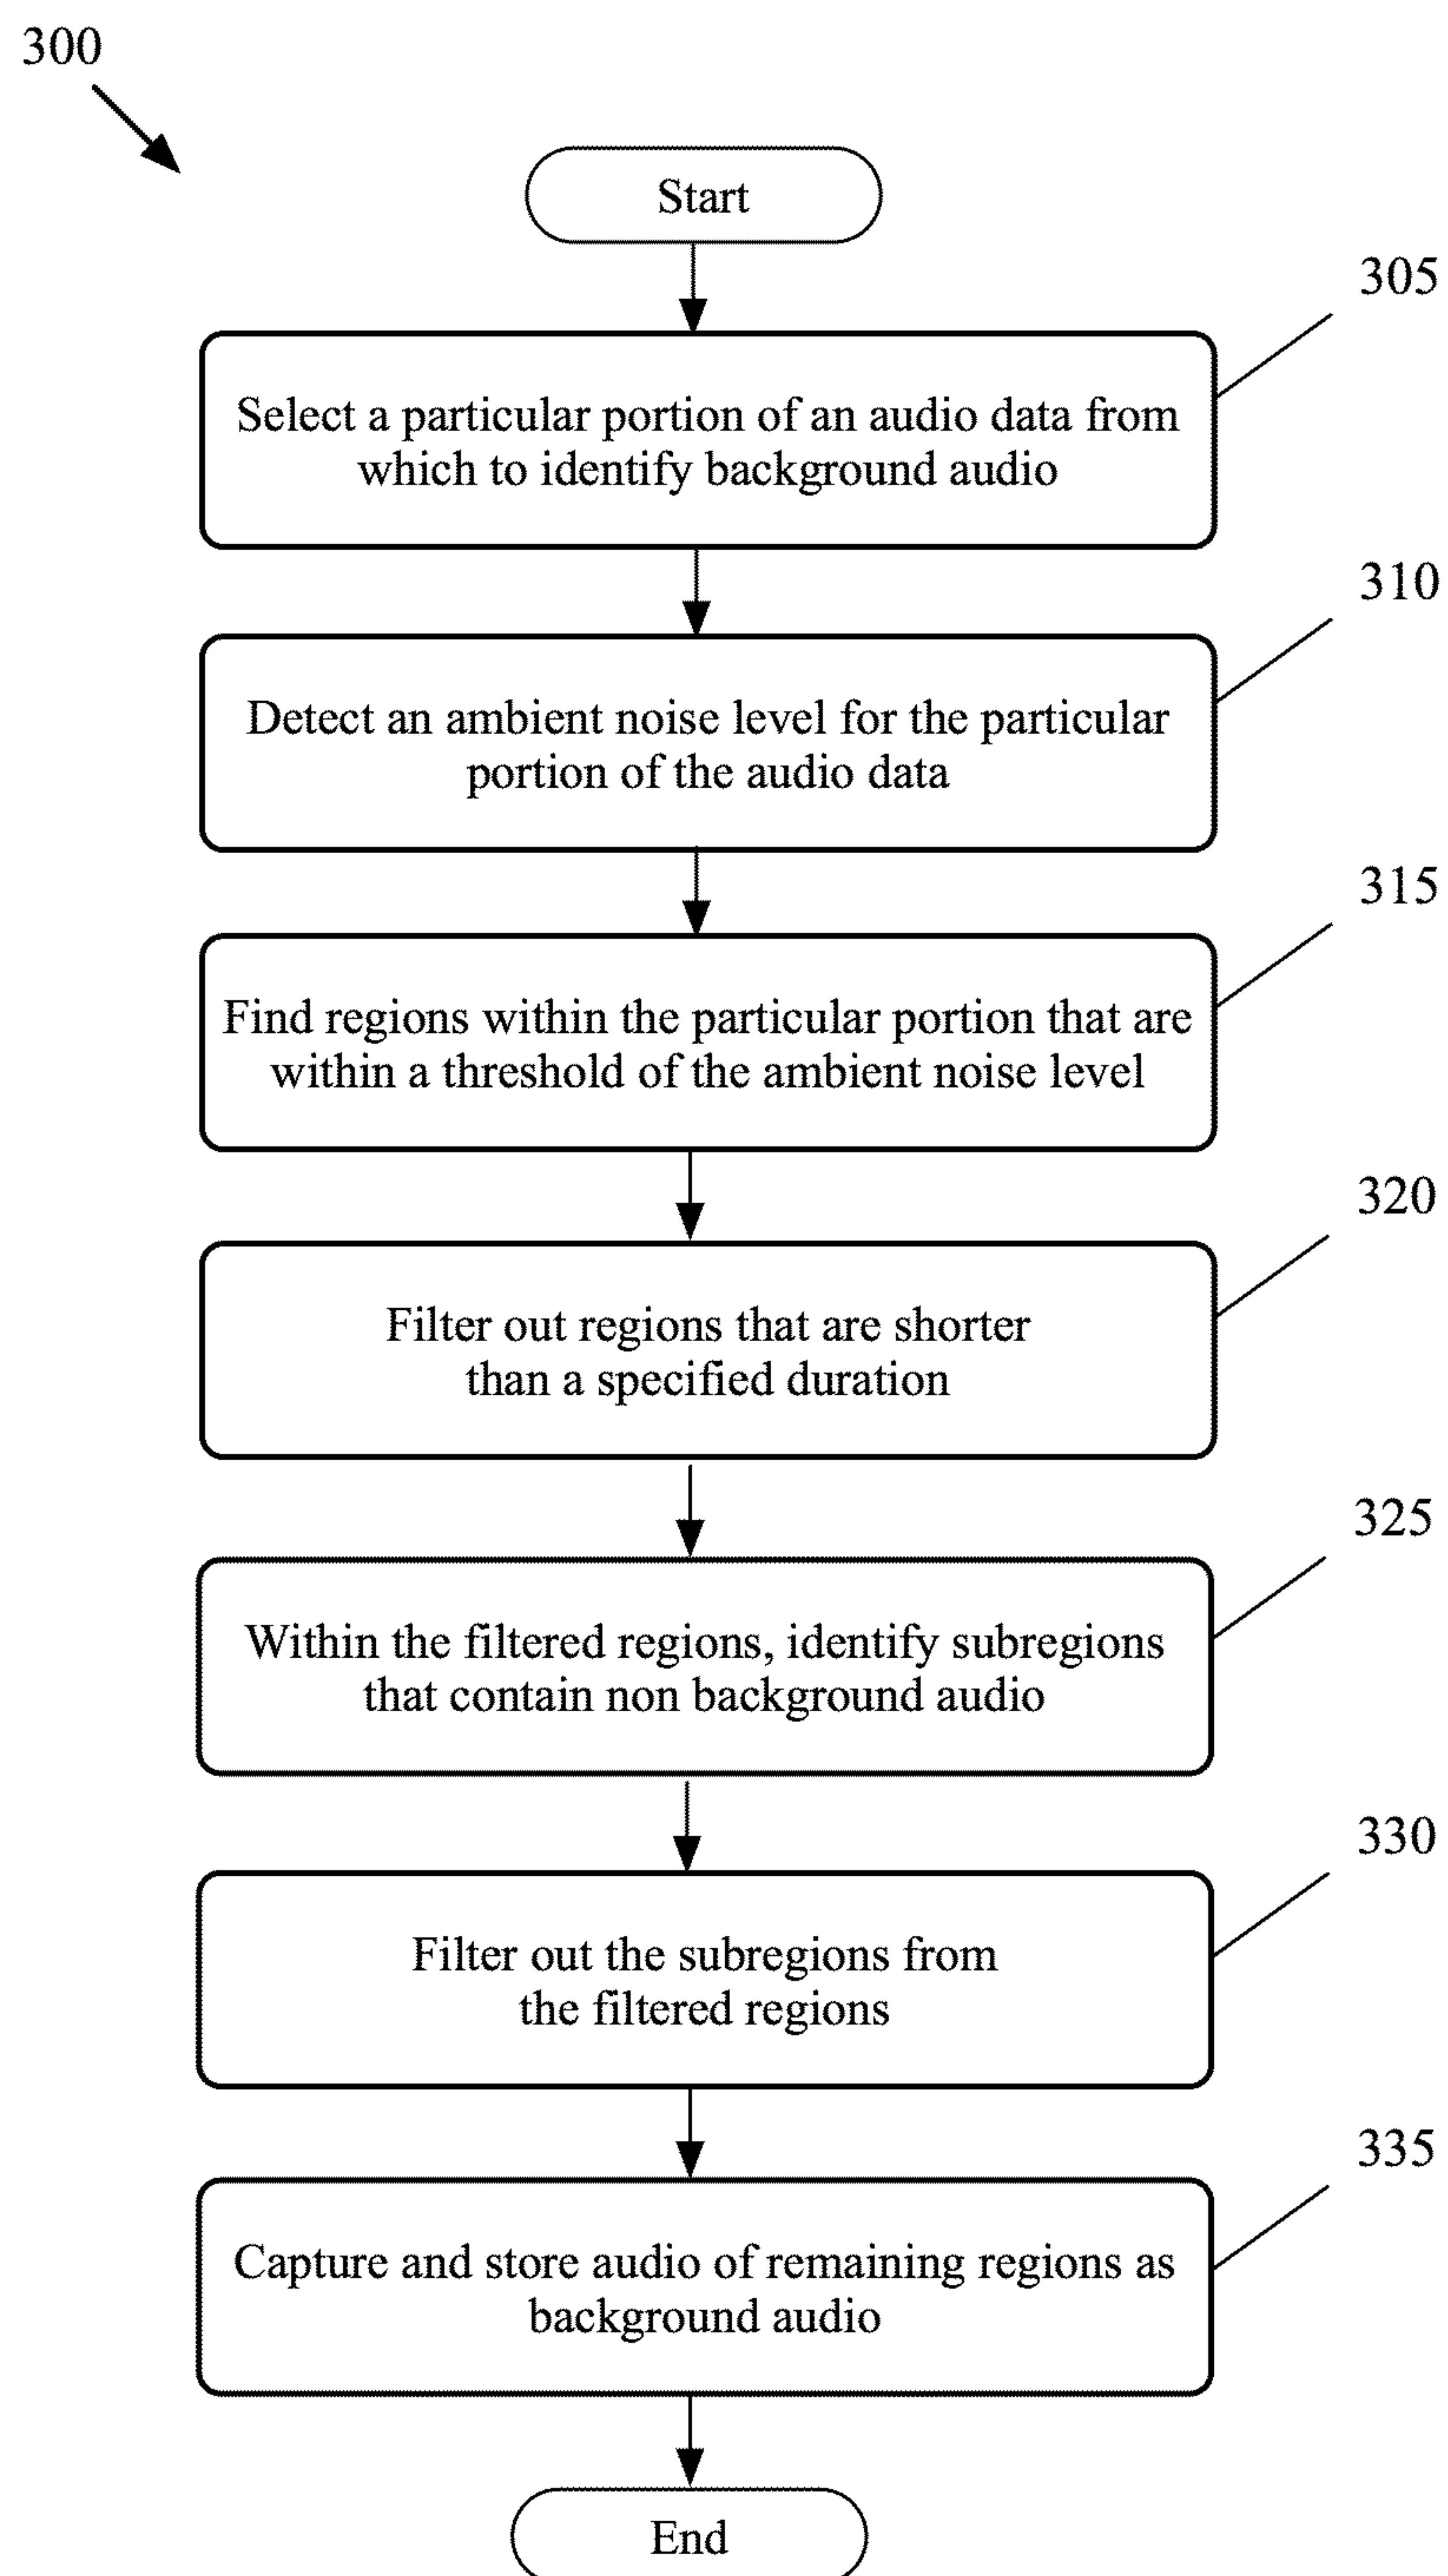 300
Start
305
Select a particular portion of an audio data from
which to identify background audio
310
Detect an ambient noise level for the particular
portion of the audio data
315
Find regions within the particular portion that are
within a threshold of the ambient noise level
320
Filter out regions that are shorter
than a specified duration
325
Within the filtered regions, identify subregions
that contain non background audio
330
Filter out the subregions from
the filtered regions
335
Capture and store audio of remaining regions as
background audio
End